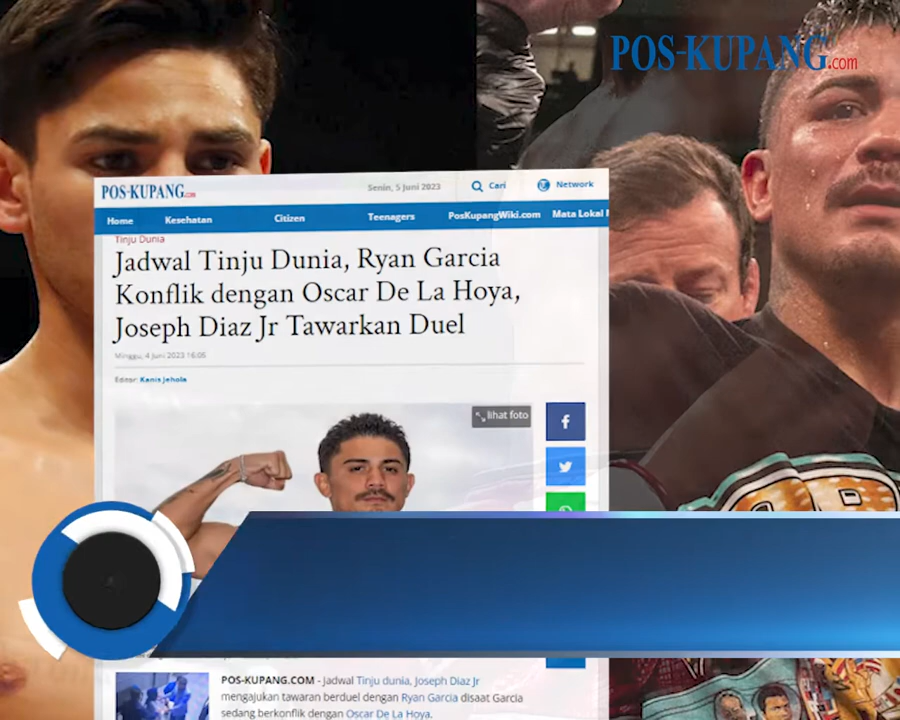 POS-KUPANG.com
POS-KUPANG.com
Senin, 5 Juni 2023
Cari
Network
Home
Kesehatan
Citizen
Teenagers
PosKupangWiki.com
Mata Lokal
Tinju Dunia
Jadwal Tinju Dunia, Ryan Garcia
Konflik dengan Oscar De La Hoya,
Joseph Diaz Jr Tawarkan Duel
Minggu, 4 Juni 2023 16:05
Editor: Kanis Jehola
lihat foto
POS-KUPANG.COM - Jadwal Tinju dunia, Joseph Diaz Jr
mengajukan tawaran berduel dengan Ryan Garcia disaat Garcia
sedang berkonflik dengan Oscar De La Hoya.